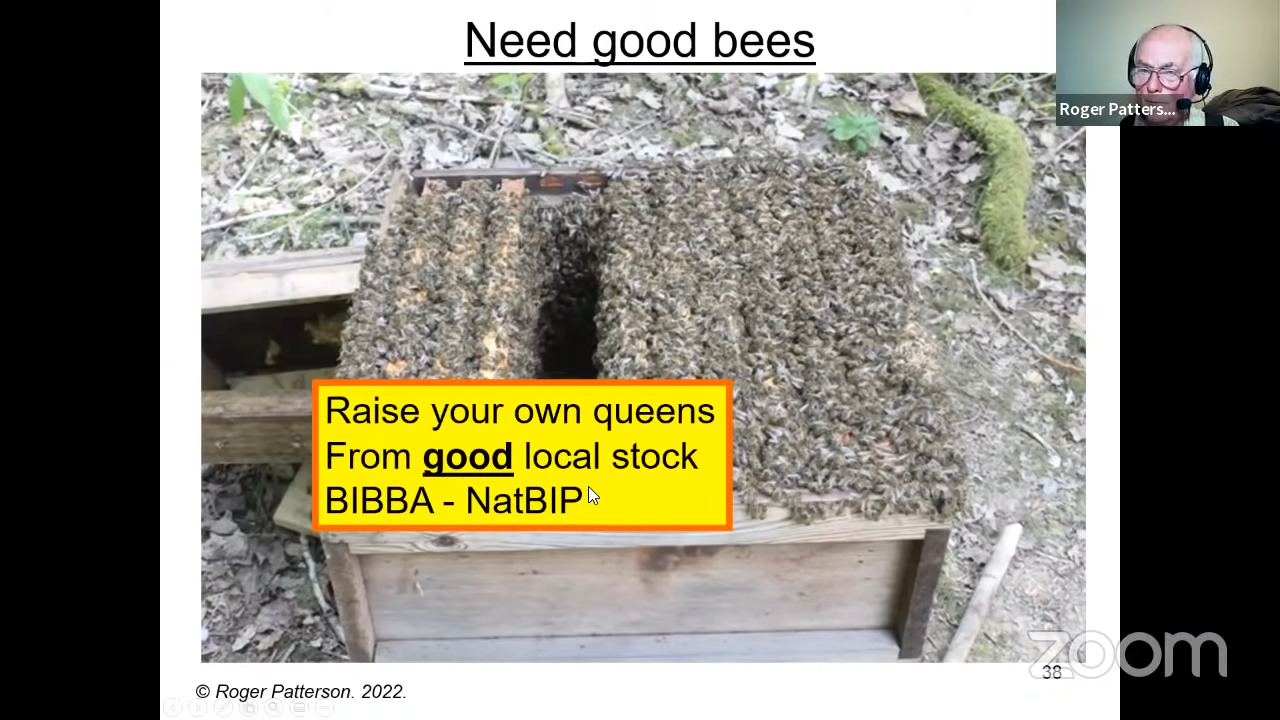 Need good bees
Roger Patters...
Raise your own queens
From good local stock
BIBBA - NatBIP
zoom
38
© Roger Patterson. 2022.